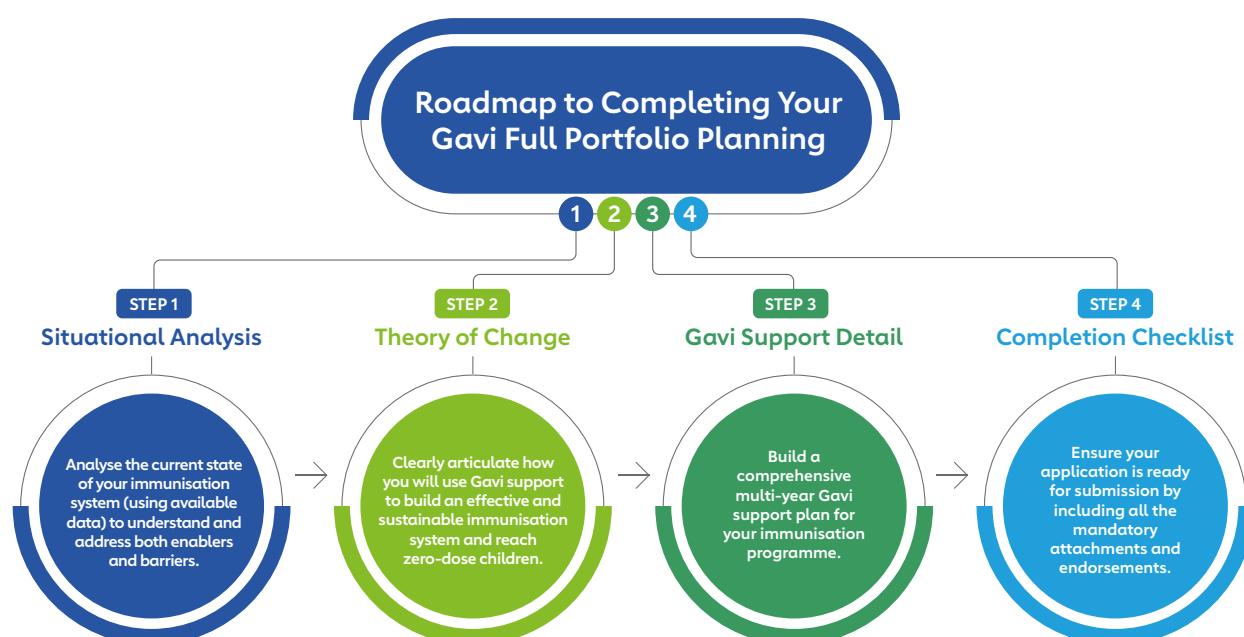 Roadmap to Completing Your
Gavi Full Portfolio Planning
1 2 3 4
STEP 1
Situational Analysis
Analyse the current state
of your immunisation
system (using available
data) to understand and
address both enablers
and barriers.
STEP 2
Theory of Change
Clearly articulate how
you will use Gavi support
to build an effective and
sustainable immunisation
system and reach
zero-dose children.
STEP 3
Gavi Support Detail
Build a
comprehensive
multi-year Gavi
support plan for
your immunisation
programme.
STEP 4
Completion Checklist
Ensure your
application is ready
for submission by
including all the
mandatory
attachments and
endorsements.